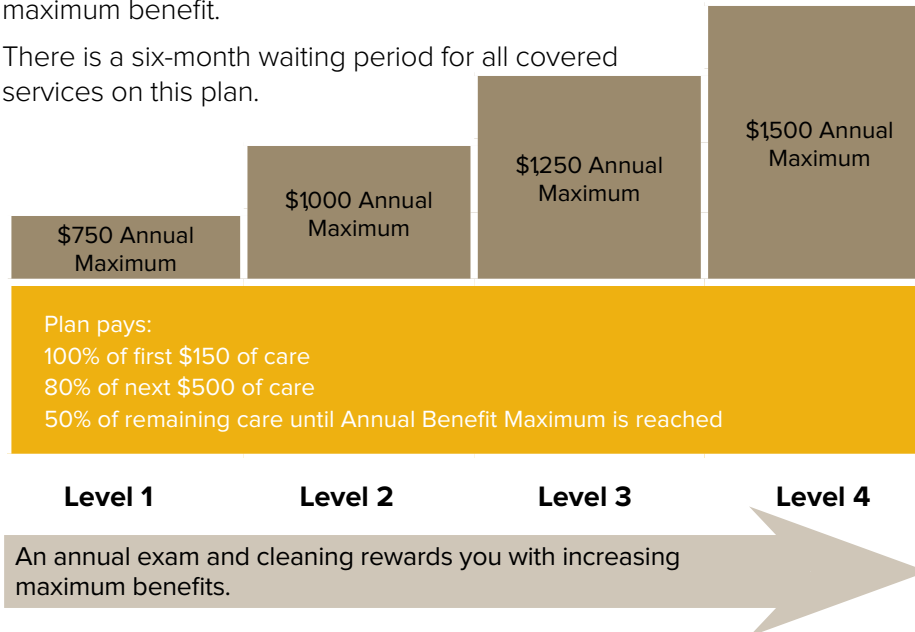 maximum benefit.
There is a six-month waiting period for all covered
services on this plan.
$1,500 Annual
Maximum
$1,250 Annual
Maximum
$1,000 Annual
Maximum
$750 Annual
Maximum
Plan pays:
100% of first $150 of care
80% of next $500 of care
50% of remaining care until Annual Benefit Maximum is reached
Level 1
Level 2
Level 3
Level 4
An annual exam and cleaning rewards you with increasing
maximum benefits.